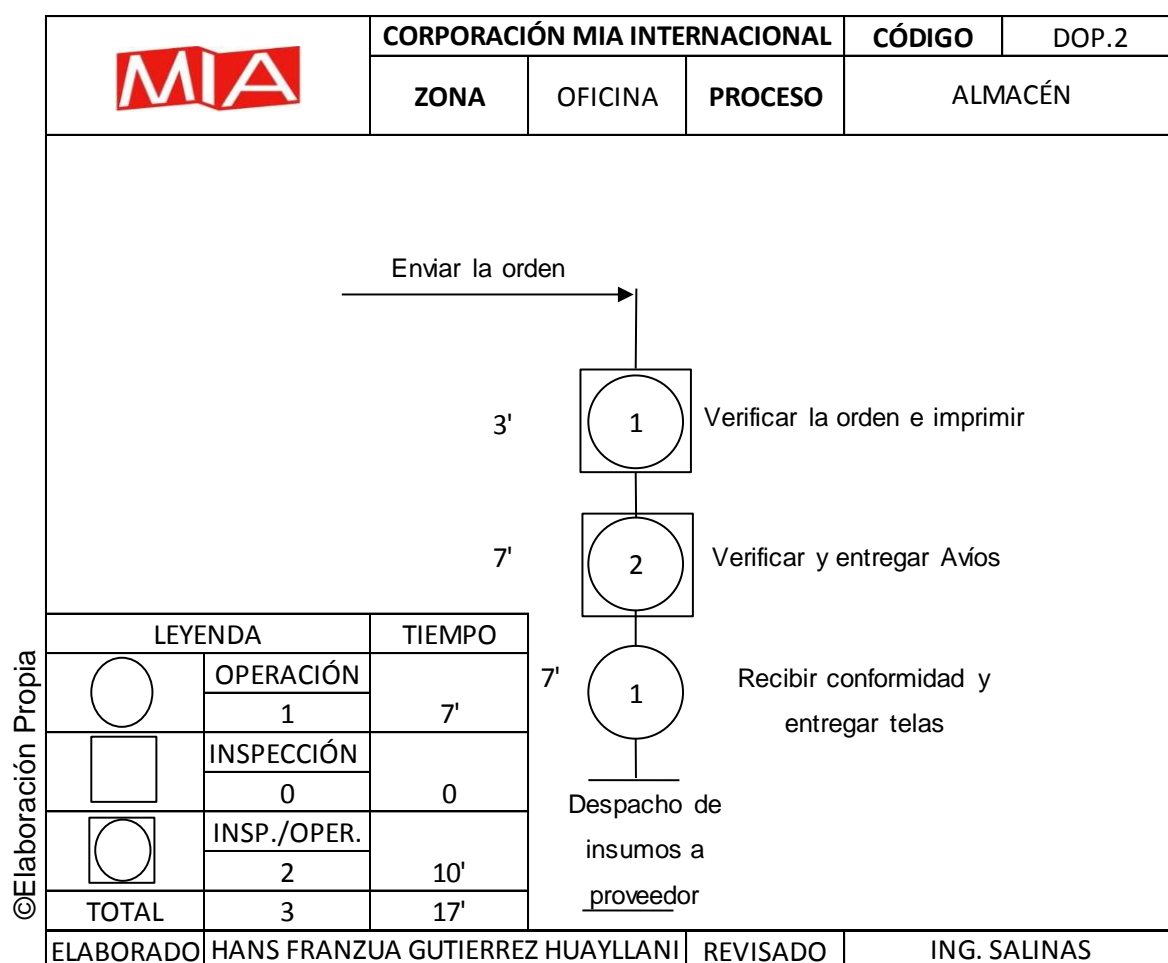 MIA
CORPORACIÓN MIA INTERNACIONAL
CÓDIGO
DOP.2
ZONA
OFICINA
PROCESO
ALMACÉN
Enviar la orden
3'
1
Verificar la orden e imprimir
7'
2
Verificar y entregar Avíos
7'
1
Recibir conformidad y
entregar telas
Despacho de
insumos a
proveedor
LEYENDA
TIEMPO
OPERACIÓN
1
7'
INSPECCIÓN
0
0
INSP./OPER.
2
10'
TOTAL
3
17'
ELABORADO
HANS FRANZUA GUTIERREZ HUAYLLANI
REVISADO
ING. SALINAS
©Elaboración Propia